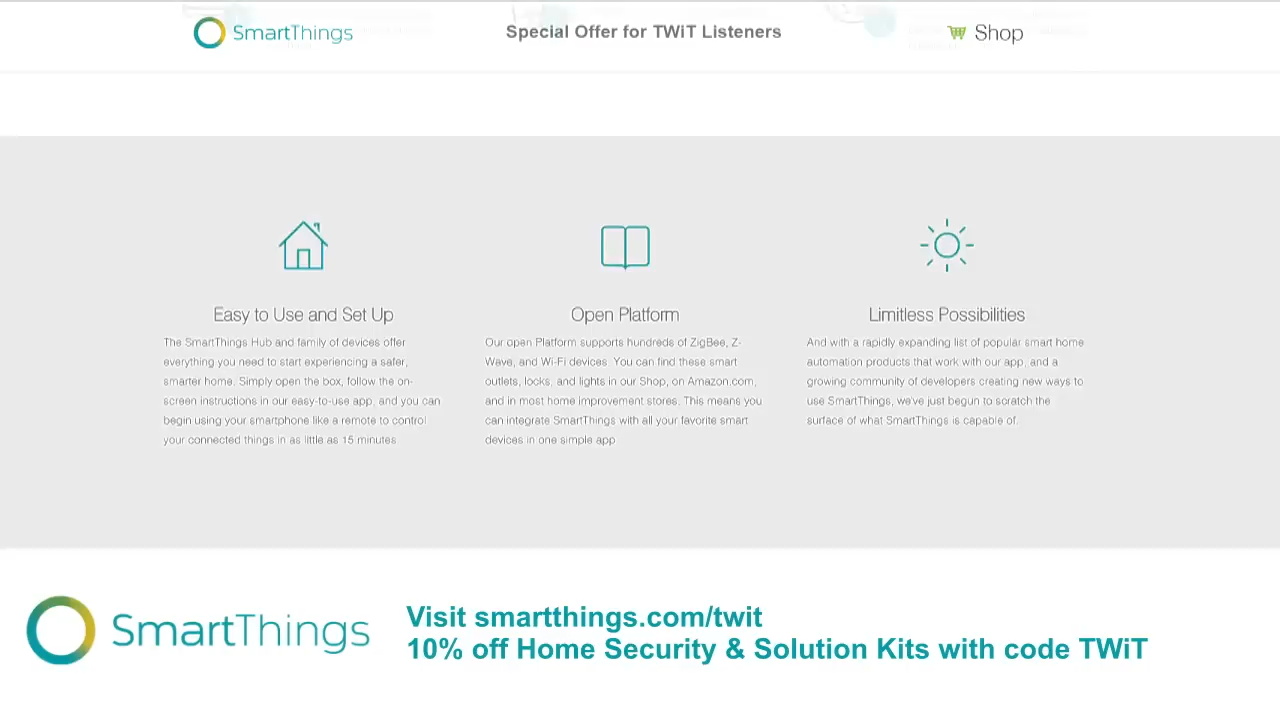 SmartThings
Special Offer for TWiT Listeners
Shop
Easy to Use and Set Up
The SmartThings Hub and family of devices offer
everything you need to start experiencing a safer,
smarter home. Simply open the box, follow the on-
screen instructions in our easy-to-use app, and you can
begin using your smartphone like a remote to control
your connected things in as little as 15 minutes
Open Platform
Our open Platform supports hundreds of ZigBee, Z-
Wave, and Wi-Fi devices. You can find these smart
outlets, locks, and lights in our Shop, on Amazon.com,
and in most home improvement stores. This means you
can integrate SmartThings with all your favorite smart
devices in one simple app
Limitless Possibilities
And with a rapidly expanding list of popular smart home
automation products that work with our app, and a
growing community of developers creating new ways to
use SmartThings, we've just begun to scratch the
surface of what SmartThings is capable of.
SmartThings
Visit smartthings.com/twit
10% off Home Security & Solution Kits with code TWiT